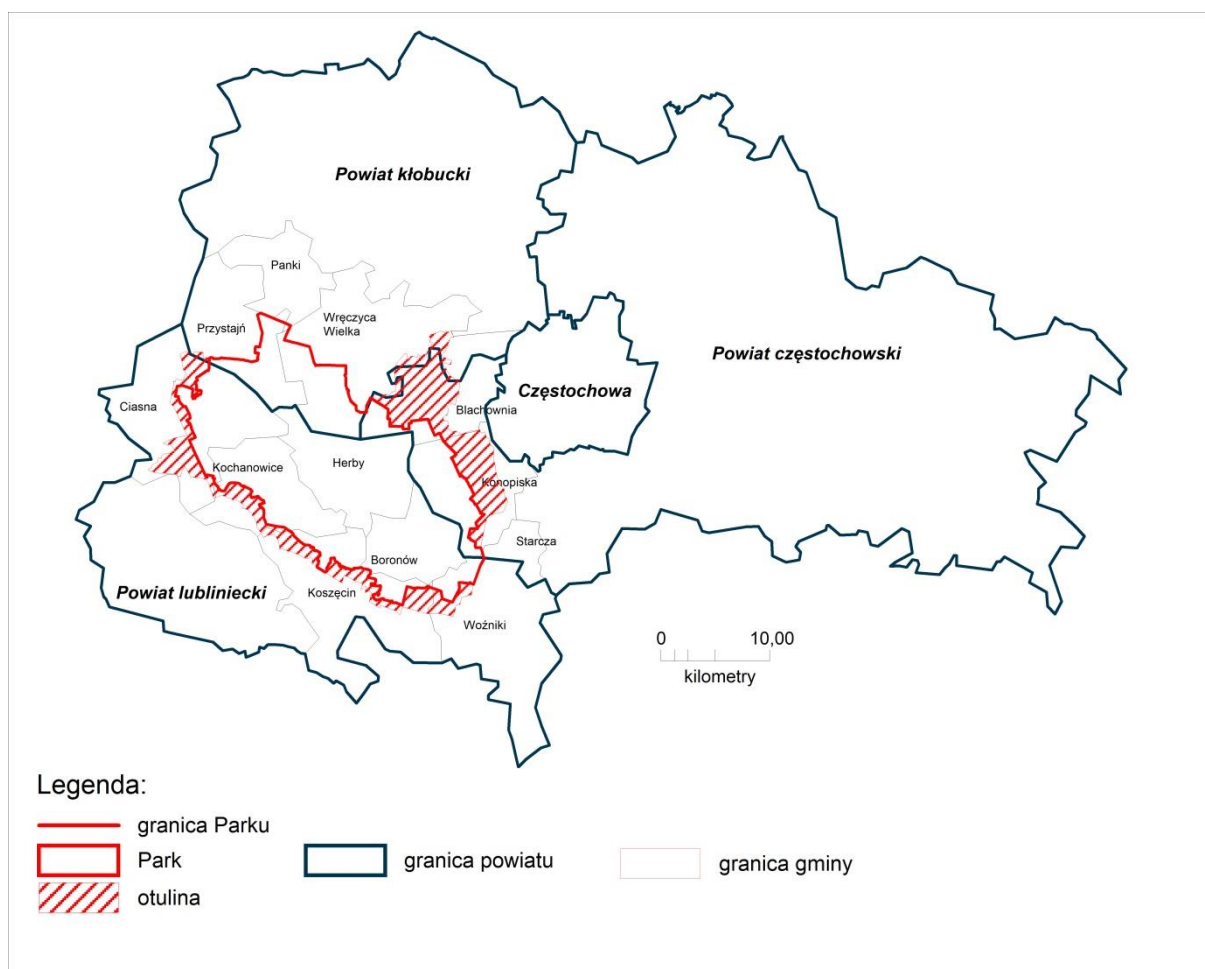 Powiat kłobucki
Panki
Przystajń
Wręczyca
Wielka
Powiat częstochowski
Częstochowa
Ciasna
Blachownia
Kochanowice
Herby
Konopiska
Starcza
Boronów
Powiat lubliniecki
Koszęcin
Woźniki
0 10,00
kilometry
Legenda:
granica Parku
Park
granica powiatu
granica gminy
otulina